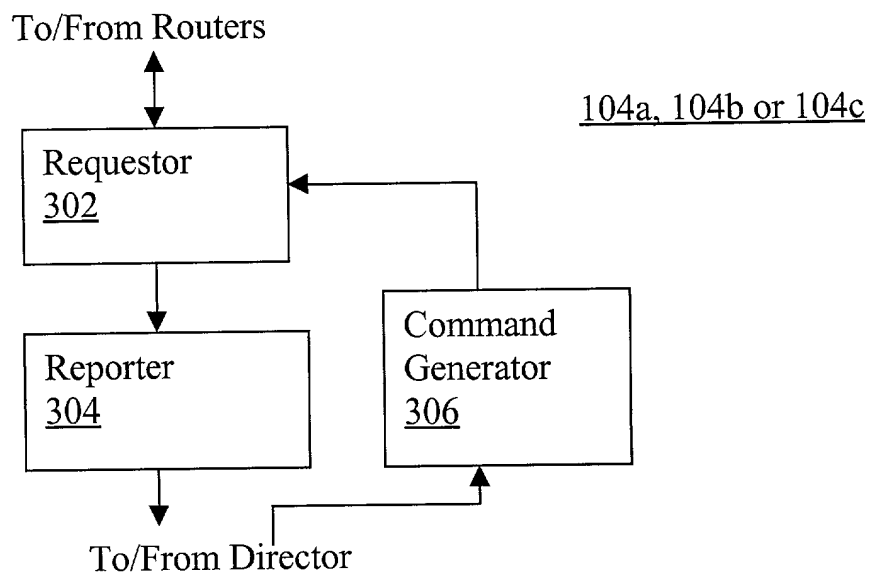 To/From Routers
104a, 104b or 104c
Requestor
302
Command
Generator
306
Reporter
304
To/From Director